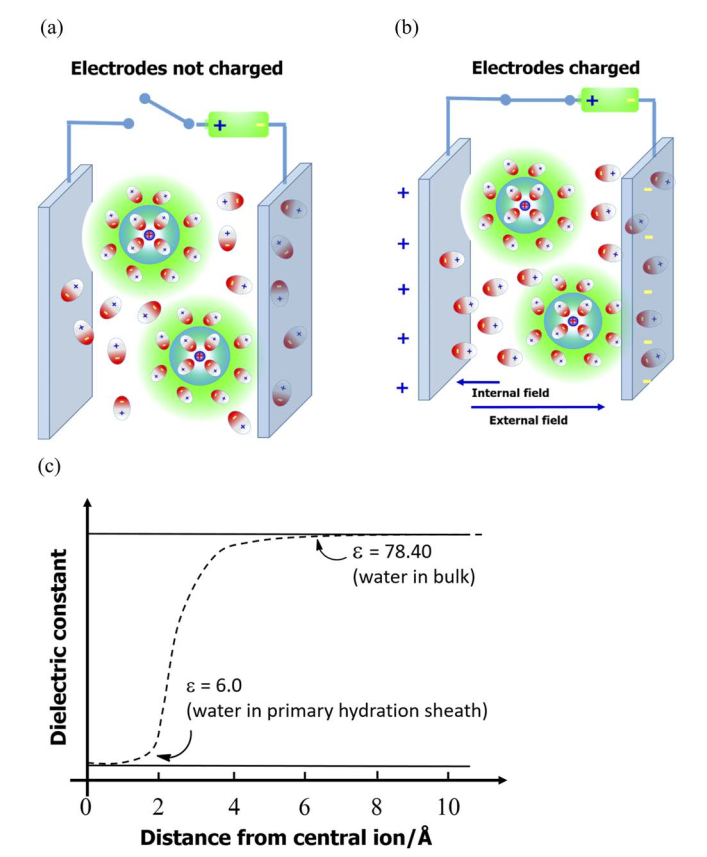 (a)
Electrodes not charged
+ -
(b)
Electrodes charged
+ -
+
+
+
+
+
Internal field
External field
(c)
Dielectric constant
ε = 78.40
(water in bulk)
ε = 6.0
(water in primary hydration sheath)
0 2 4 6 8 10
Distance from central ion/Å